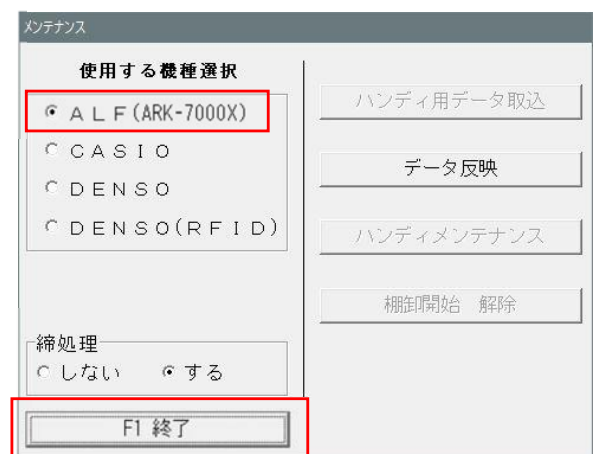 メンテナンス
使用する機種選択
ＡＬＦ(ARK-7000X)
ＣＡＳＩＯ
ＤＥＮＳＯ
ＤＥＮＳＯ(ＲＦＩＤ)
締処理
しない する
F1 終了
ハンディ用データ取込
データ反映
ハンディメンテナンス
棚卸開始 解除